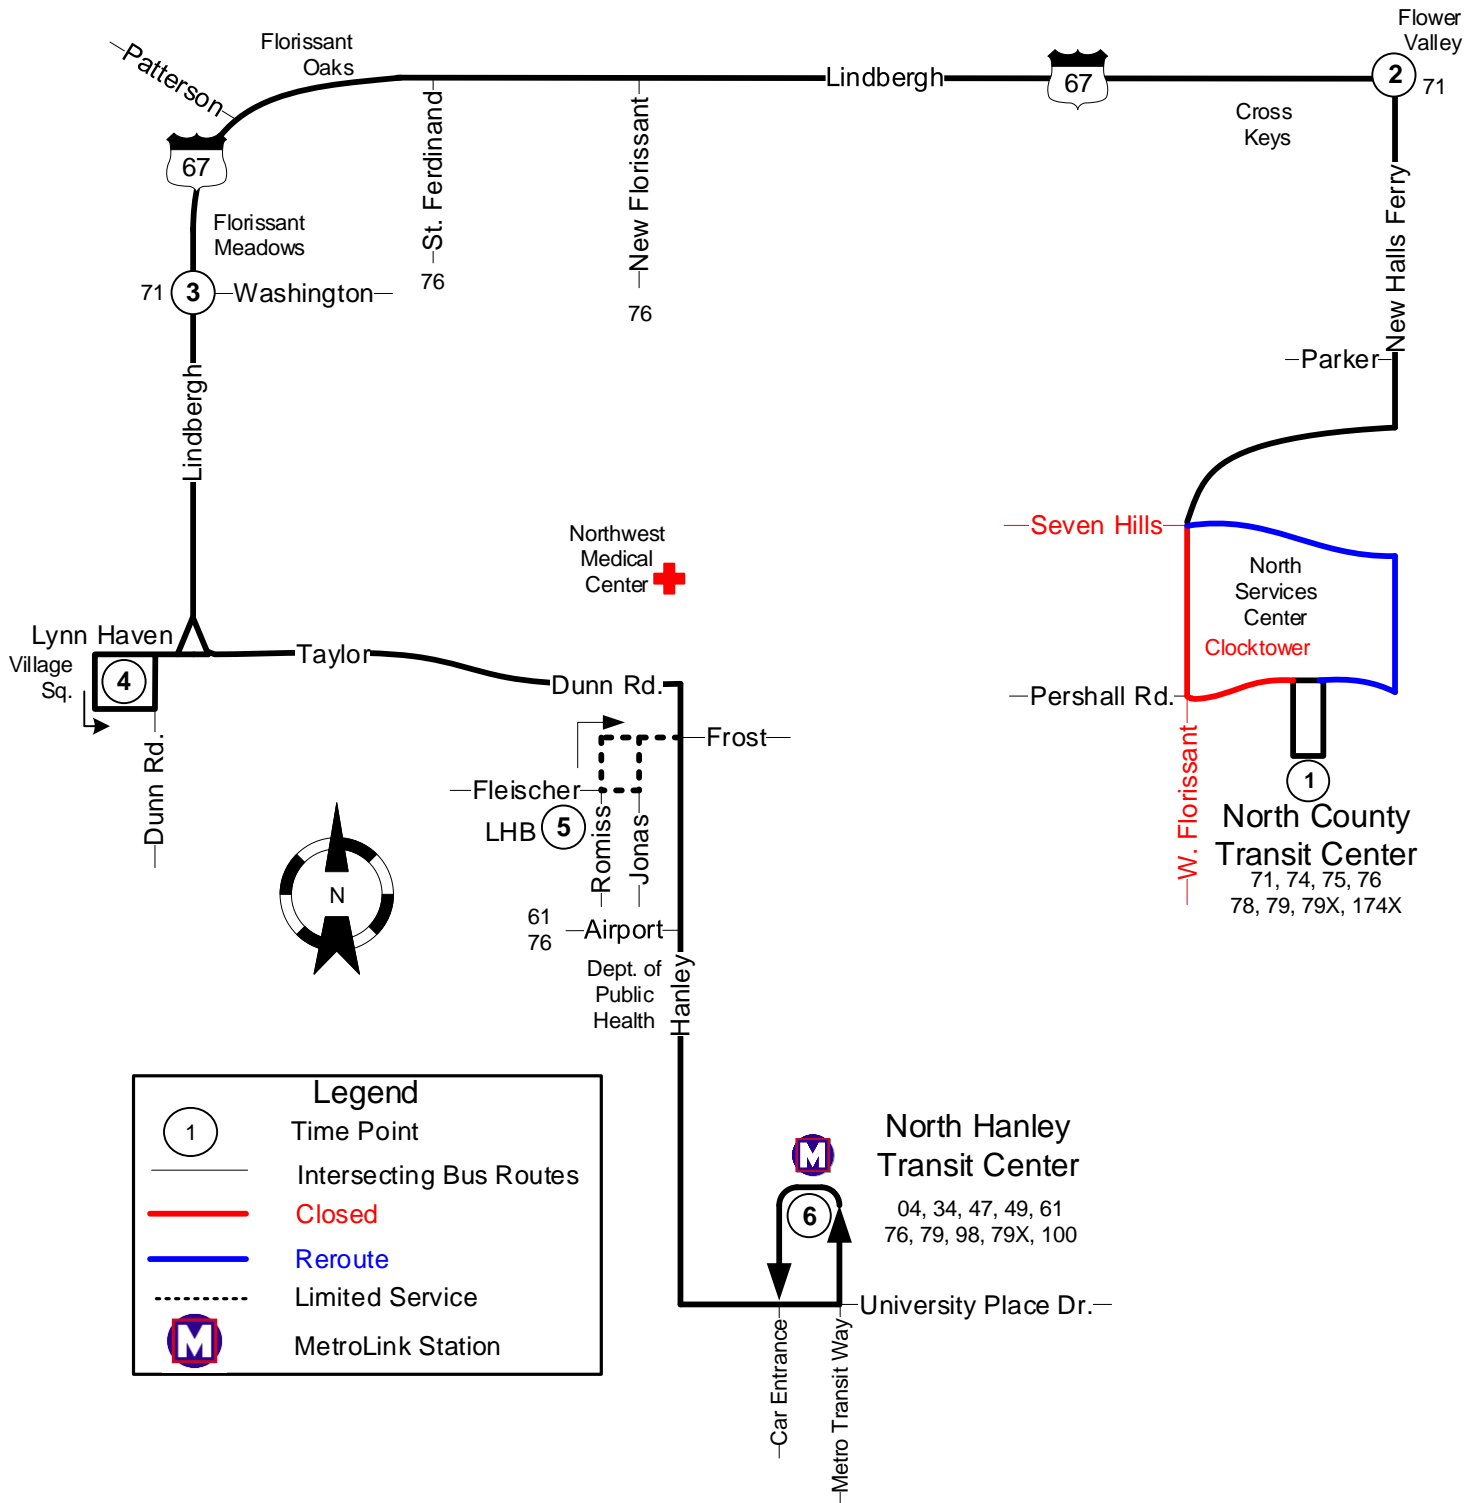 Flower
Valley
Florissant
Oaks
Patterson
Lindbergh
67
2
71
Cross
Keys
67
St. Ferdinand
76
New Florissant
76
New Halls Ferry
Florissant
Meadows
71
3
Washington
Parker
Lindbergh
Seven Hills
Northwest
Medical
Center
North
Services
Center
Clocktower
Lynn Haven
Village
Sq.
4
Taylor
Dunn Rd.
Pershall Rd.
Dunn Rd.
Frost
Fleischer
LHB
5
Romiss
Jonas
W. Florissant
1
North County
Transit Center
71, 74, 75, 76
78, 79, 79X, 174X
N
61
76
Airport
Dept. of
Public
Health
Hanley
Legend
1
Time Point
Intersecting Bus Routes
Closed
Reroute
Limited Service
M
MetroLink Station
M
North Hanley
Transit Center
6
04, 34, 47, 49, 61
76, 79, 98, 79X, 100
University Place Dr.
Car Entrance
Metro Transit Way